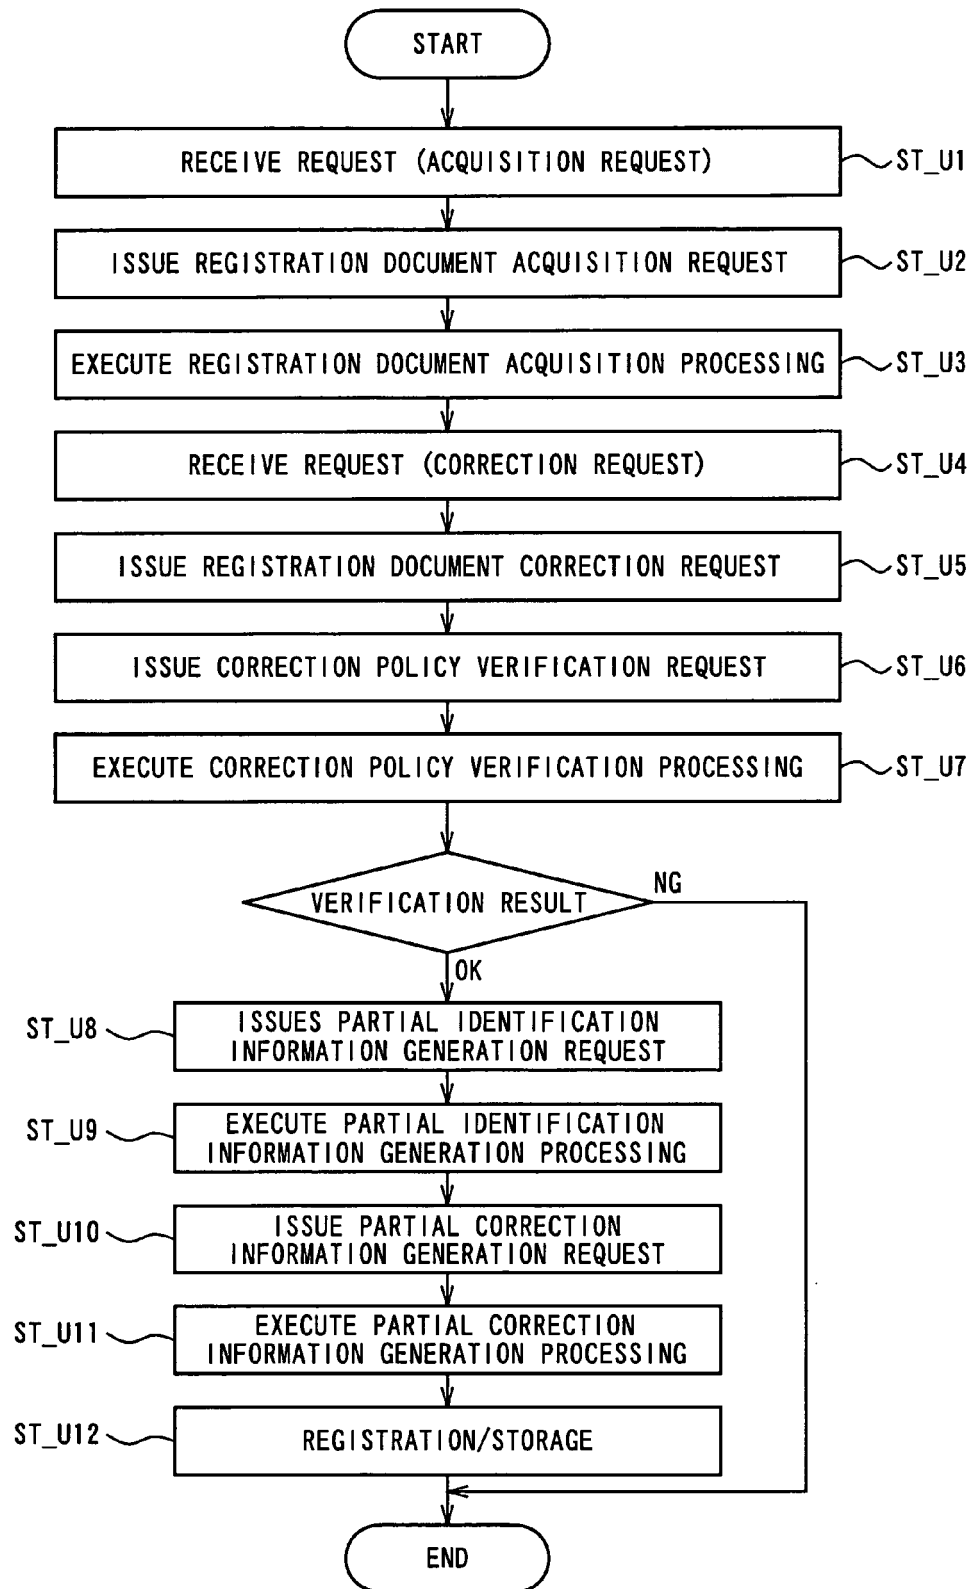 START
RECEIVE REQUEST (ACQUISITION REQUEST)
ST_U1
ISSUE REGISTRATION DOCUMENT ACQUISITION REQUEST
ST_U2
EXECUTE REGISTRATION DOCUMENT ACQUISITION PROCESSING
ST_U3
RECEIVE REQUEST (CORRECTION REQUEST)
ST_U4
ISSUE REGISTRATION DOCUMENT CORRECTION REQUEST
ST_U5
ISSUE CORRECTION POLICY VERIFICATION REQUEST
ST_U6
EXECUTE CORRECTION POLICY VERIFICATION PROCESSING
ST_U7
VERIFICATION RESULT
NG
OK
ST_U8
ISSUES PARTIAL IDENTIFICATION
INFORMATION GENERATION REQUEST
ST_U9
EXECUTE PARTIAL IDENTIFICATION
INFORMATION GENERATION PROCESSING
ST_U10
ISSUE PARTIAL CORRECTION
INFORMATION GENERATION REQUEST
ST_U11
EXECUTE PARTIAL CORRECTION
INFORMATION GENERATION PROCESSING
ST_U12
REGISTRATION/STORAGE
END